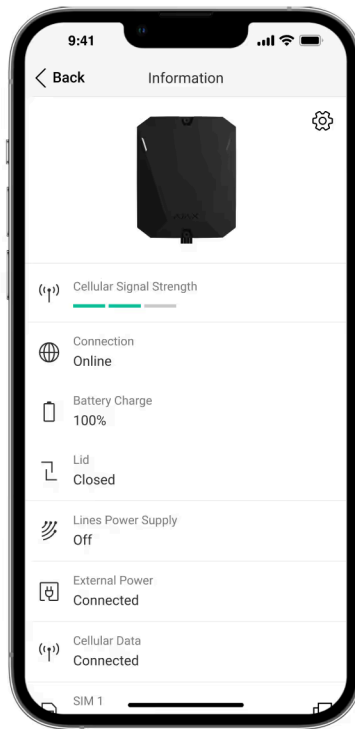 9:41
Back
Information
AJAX
Cellular Signal Strength
Connection
Online
Battery Charge
100%
Lid
Closed
Lines Power Supply
Off
External Power
Connected
Cellular Data
Connected
SIM 1